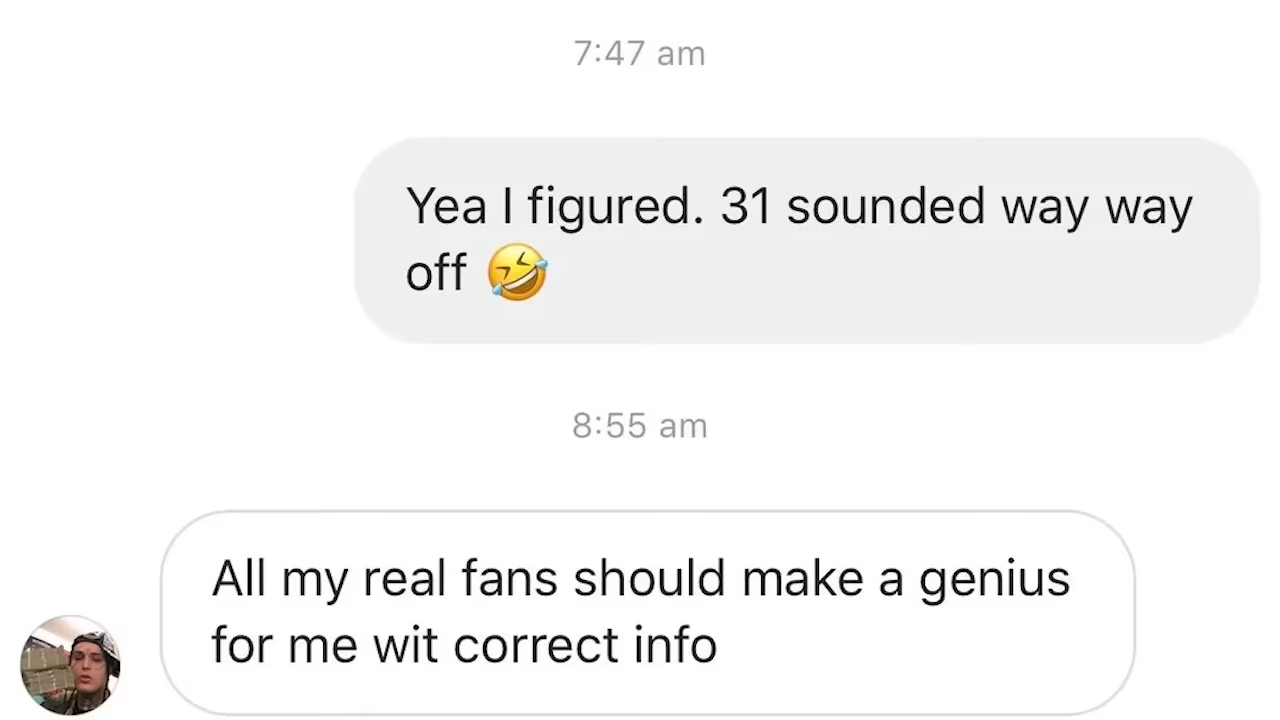 7:47 am
Yea I figured. 31 sounded way way
off 🤣
8:55 am
All my real fans should make a genius
for me wit correct info